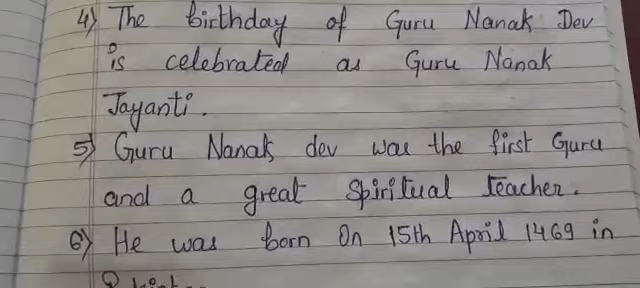 4) The birthday of Guru Nanak Dev
is celebrated as Guru Nanak
Jayanti.
5) Guru Nanak dev was the first Guru
and a great Spiritual teacher.
6) He was born On 15th April 1469 in